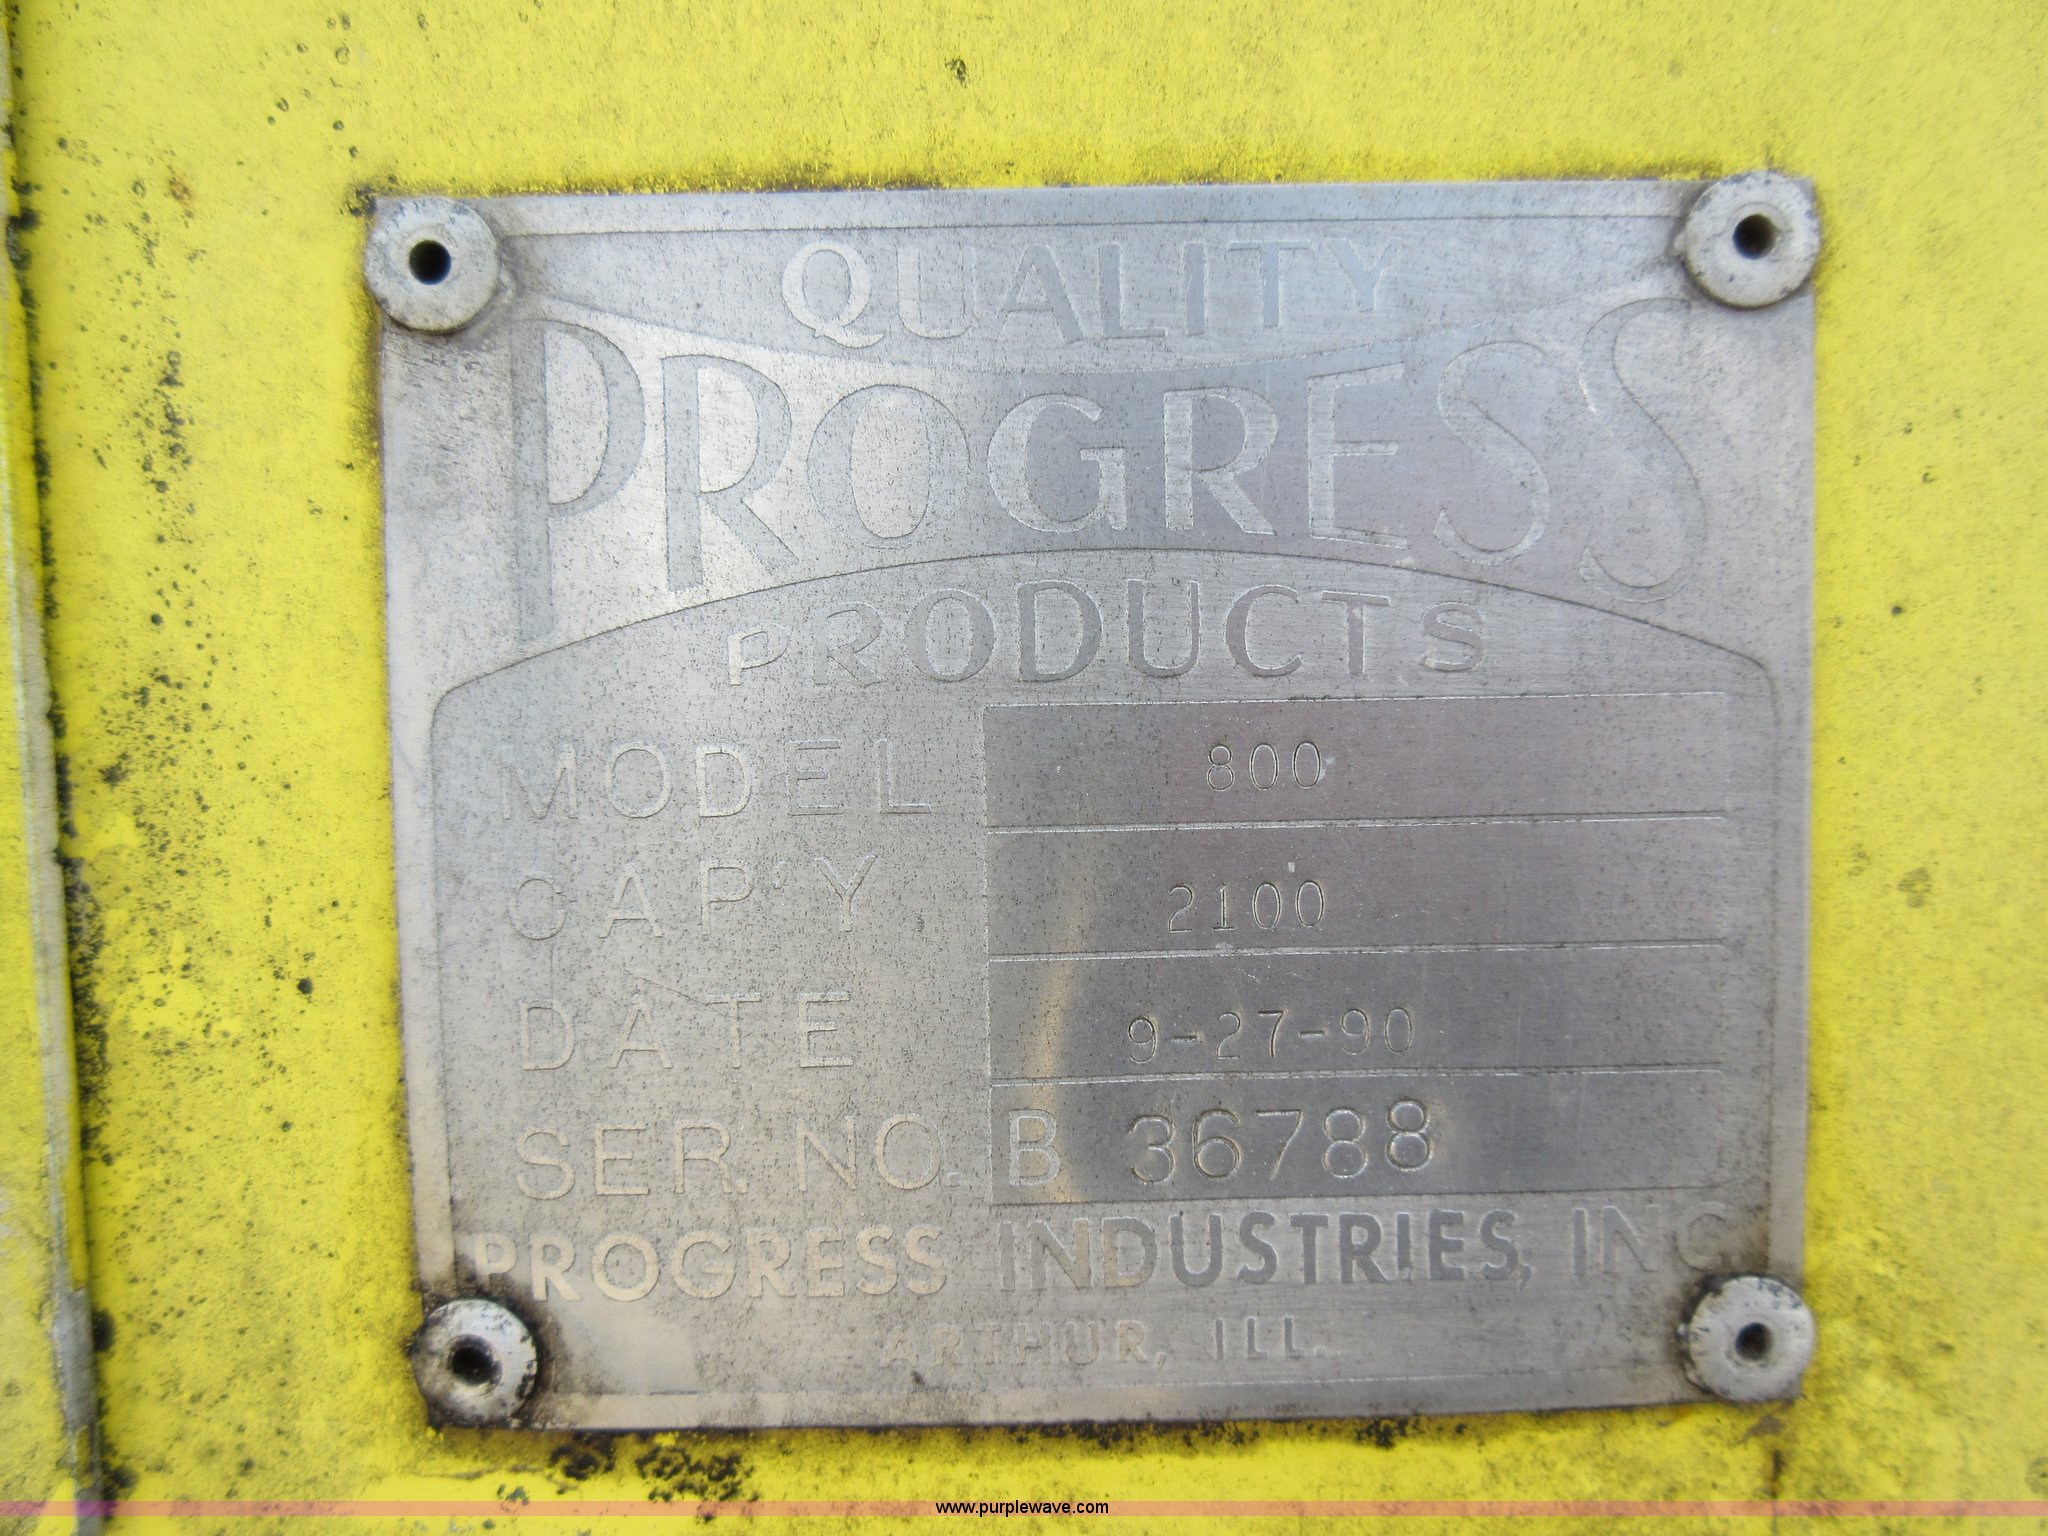 QUALITY
PROGRESS
PRODUCTS
MODEL 800
CAP'Y 2100
DATE 9-27-90
SER. NO. B 36788
PROGRESS INDUSTRIES, INC
ARTHUR, ILL.
www.purplewave.com